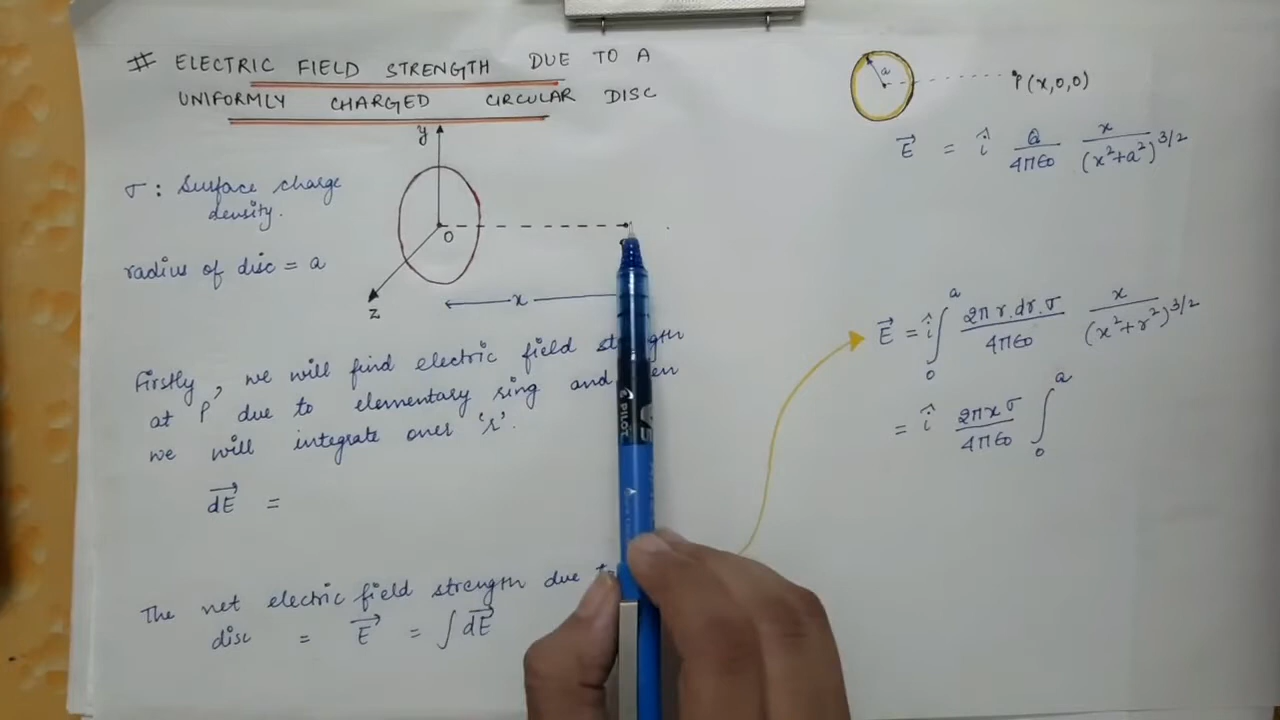 # ELECTRIC FIELD STRENGTH DUE TO A
UNIFORMLY CHARGED CIRCULAR DISC
y
σ : Surface charge
density.
O
radius of disc = a
x
z
Firstly, we will find electric field
at P due to elementary ring and
we will integrate over 'r'.
dE⃗ =
The net electric field strength due
disc = E⃗ = ∫ dE⃗
a
P(x,0,0)
E⃗ = î Q/4πϵ0 x/(x²+a²)^3/2
E⃗ = î ∫₀ᵃ 2πr.dr.σ/4πϵ0 x/(x²+r²)^3/2
= î 2πxσ/4πϵ0 ∫₀ᵃ
PILOT V5